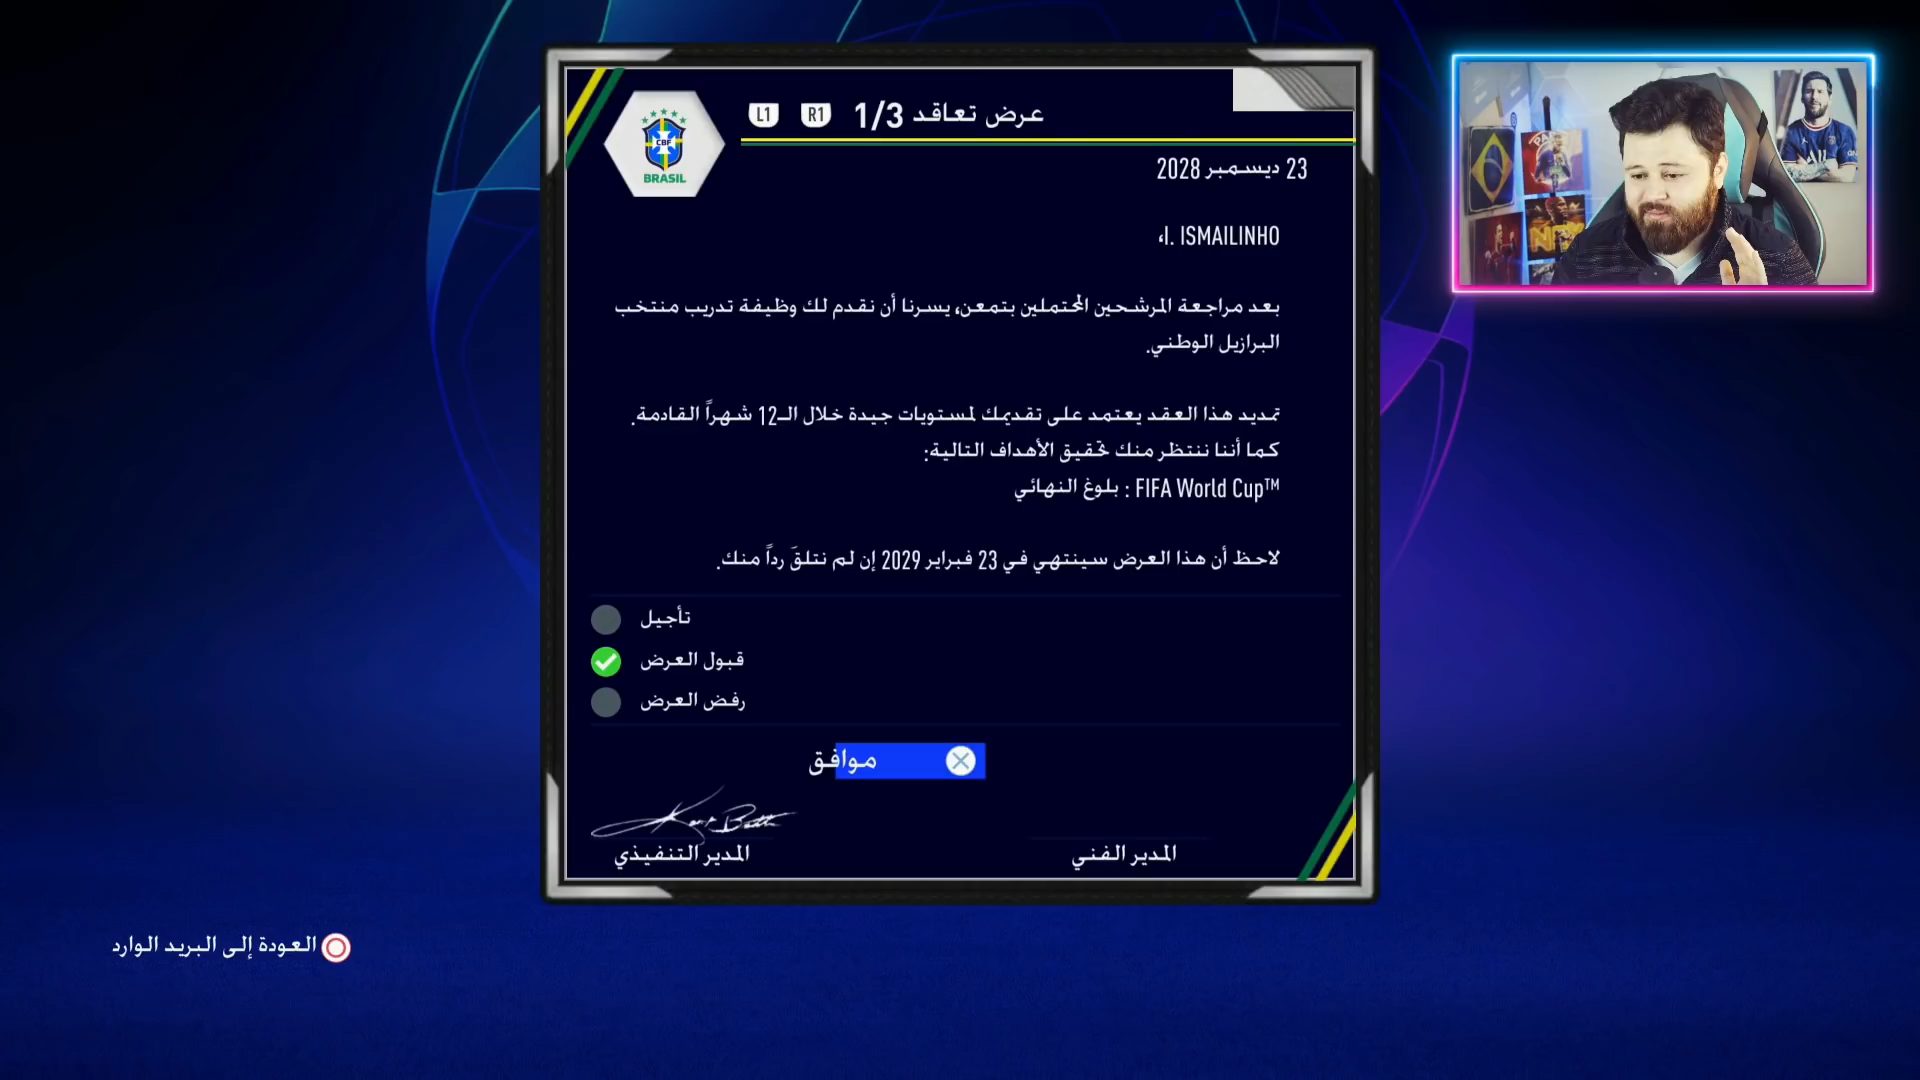 عرض تعاقد 1/3 R1 L1
CBF
BRASIL
23 ديسمبر 2028
I. ISMAILINHO،
بعد مراجعة المرشحين المحتملين بتمعن، يسرنا أن نقدم لك وظيفة تدريب منتخب
البرازيل الوطني.
تمديد هذا العقد يعتمد على تقديمك لمستويات جيدة خلال الـ12 شهراً القادمة.
كما أننا ننتظر منك تحقيق الأهداف التالية:
FIFA World Cup™ : بلوغ النهائي
لاحظ أن هذا العرض سينتهي في 23 فبراير 2029 إن لم نتلقَ رداً منك.
تأجيل
قبول العرض
رفض العرض
موافق
المدير الفني
المدير التنفيذي
العودة إلى البريد الوارد